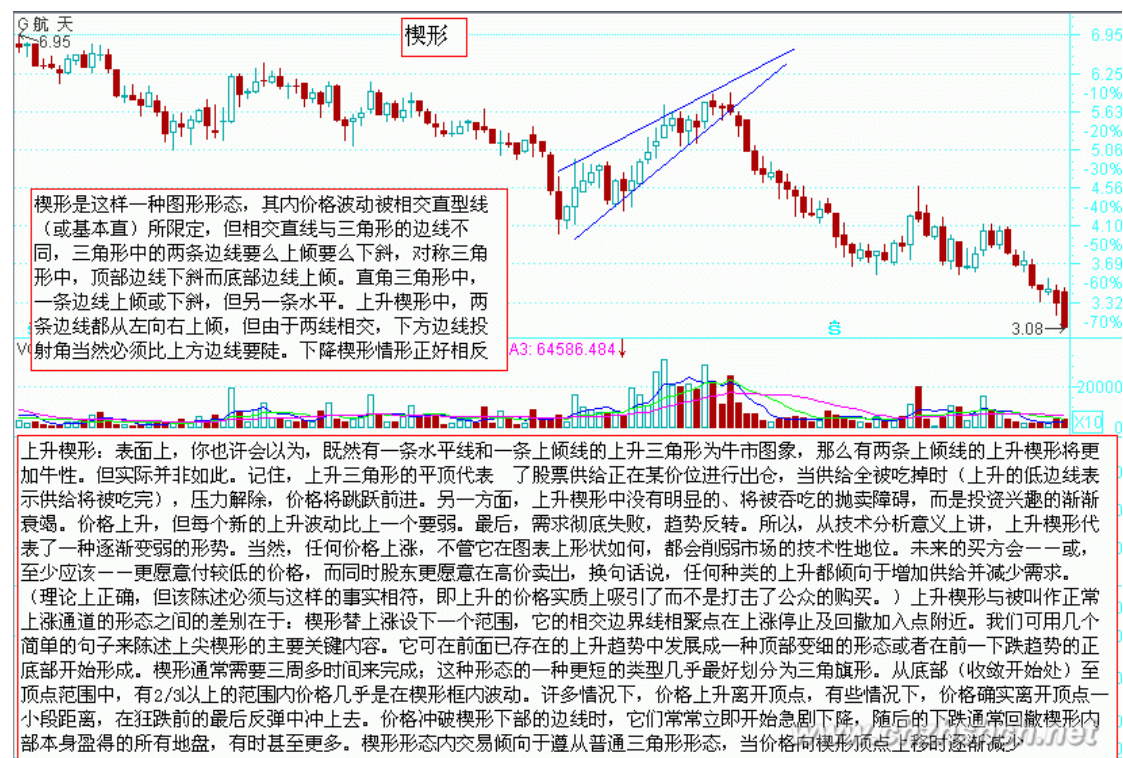 G航天
楔形
6.95
6.95
6.25
-10%
5.63
-20%
5.06
-30%
4.56
-40%
4.10
-50%
3.69
-60%
3.32
-70%
3.08
楔形是这样一种图形形态，其内价格波动被相交直型线
（或基本直）所限定，但相交直线与三角形的边线不
同，三角形中的两条边线要么上倾要么下斜，对称三角
形中，顶部边线下斜而底部边线上倾。直角三角形中，
一条边线上倾或下斜，但另一条水平。上升楔形中，两
条边线都从左向右上倾，但由于两线相交，下方边线投
射角当然必须比上方边线要陡。下降楔形情形正好相反
A3: 64586.484↓
20000
X10
上升楔形：表面上，你也许会以为，既然有一条水平线和一条上倾线的上升三角形为牛市图象，那么有两条上倾线的上升楔形将更
加牛性。但实际并非如此。记住，上升三角形的平顶代表 了股票供给正在某价位进行出仓，当供给全被吃掉时（上升的低边线表
示供给将被吃完），压力解除，价格将跳跃前进。另一方面，上升楔形中没有明显的、将被吞吃的抛卖障碍，而是投资兴趣的渐渐
衰竭。价格上升，但每个新的上升波动比上一个要弱。最后，需求彻底失败，趋势反转。所以，从技术分析意义上讲，上升楔形代
表了一种逐渐变弱的形势。当然，任何价格上涨，不管它在图表上形状如何，都会削弱市场的技术性地位。未来的买方会——或，
至少应该——更愿意付较低的价格，而同时股东更愿意在高价卖出，换句话说，任何种类的上升都倾向于增加供给并减少需求。
（理论上正确，但该陈述必须与这样的事实相符，即上升的价格实质上吸引了而不是打击了公众的购买。）上升楔形与被叫作正常
上涨通道的形态之间的差别在于：楔形替上涨设下一个范围，它的相交边界线相聚点在上涨停止及回撤加入点附近。我们可用几个
简单的句子来陈述上尖楔形的主要关键内容。它可在前面已存在的上升趋势中发展成一种顶部变细的形态或者在前一下跌趋势的正
底部开始形成。楔形通常需要三周多时间来完成；这种形态的一种更短的类型几乎最好划分为三角旗形。从底部（收敛开始处）至
顶点范围中，有2/3以上的范围内价格几乎是在楔形框内波动。许多情况下，价格上升离开顶点，有些情况下，价格确实离开顶点一
小段距离，在狂跌前的最后反弹中冲上去。价格冲破楔形下部的边线时，它们常常立即开始急剧下降，随后的下跌通常回撤楔形内
部本身盈得的所有地盘，有时甚至更多。楔形形态内交易倾向于遵从普通三角形形态，当价格向楔形顶点上移时逐渐减少